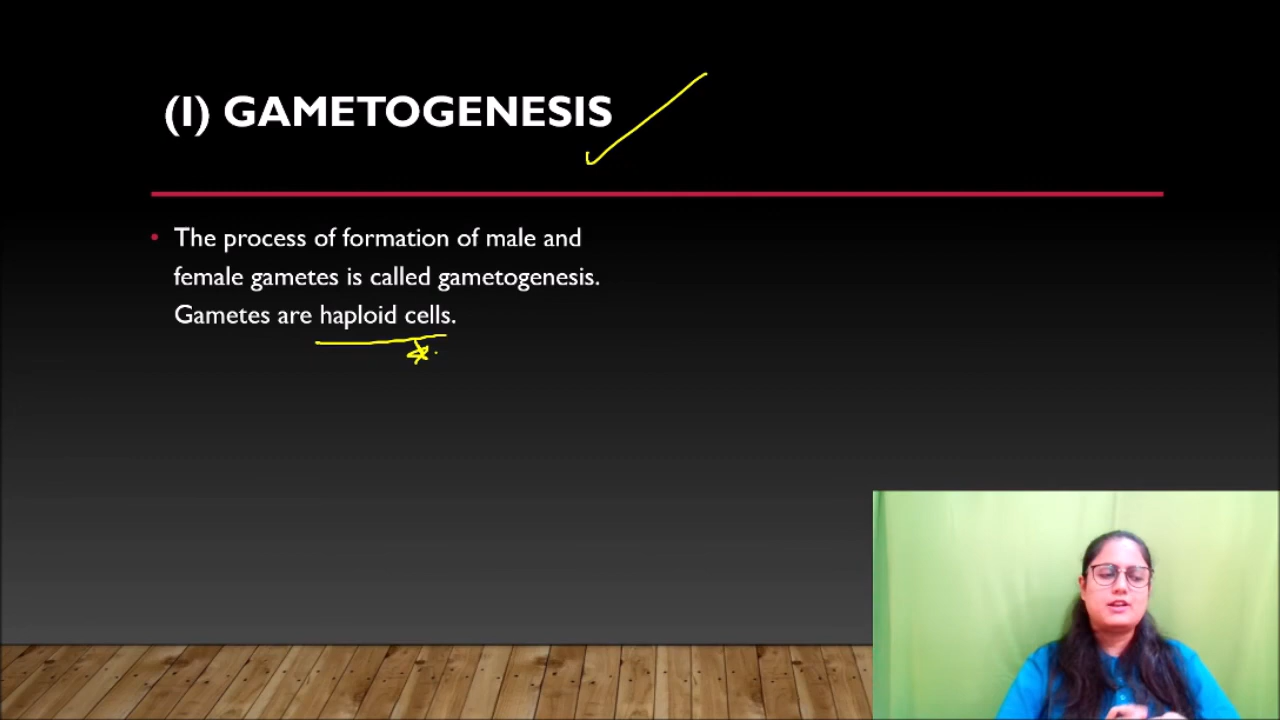 (I) GAMETOGENESIS
• The process of formation of male and
female gametes is called gametogenesis.
Gametes are haploid cells.